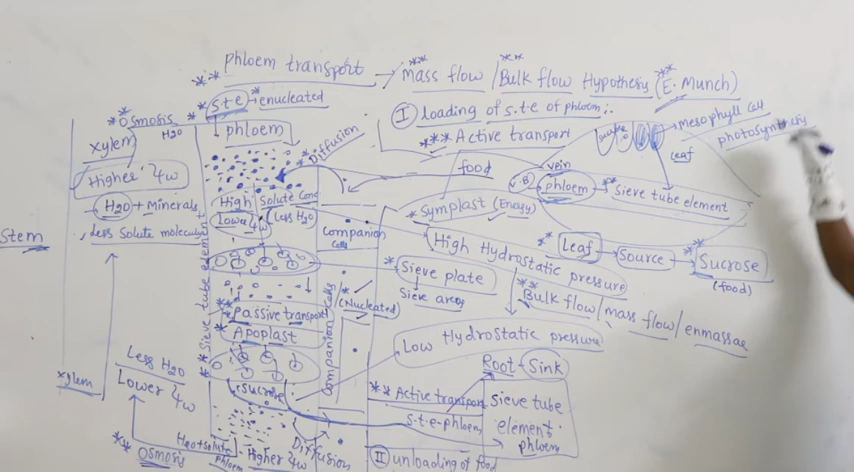 Phloem transport → Mass flow / Bulk flow Hypothesis (E. Munch)
** s.t.e → enucleated
Ⅰ loading of s.t.e of phloem:-
*Osmosis
H2O
phloem
*** Active transport
→ mesophyll cell
photosynthesis
Leaf
xylem
Diffusion
Higher Ψw
food
vein
phloem → ** Sieve tube element
H2O + Minerals
High Solute Conc
Lower Ψw (less H2O)
* Symplast (Energy)
Stem
less Solute molecule
companion cells
High Hydrostatic pressure
* Leaf → Source → Sucrose
(food)
* Sieve plate
Sieve area
** Bulk flow / mass flow / enmassae
(Nucleated)
** Sieve tube element
companion cells
* Passive transport
* Apoplast
Low Hydrostatic pressure
Less H2O
Lower Ψw
xylem
Root - Sink
sucrose
** Active transport
Sieve tube
element
phloem
s.t.e-phloem
H2O + solute
phloem
Higher Ψw
Diffusion
** Osmosis
Ⅱ unloading of food